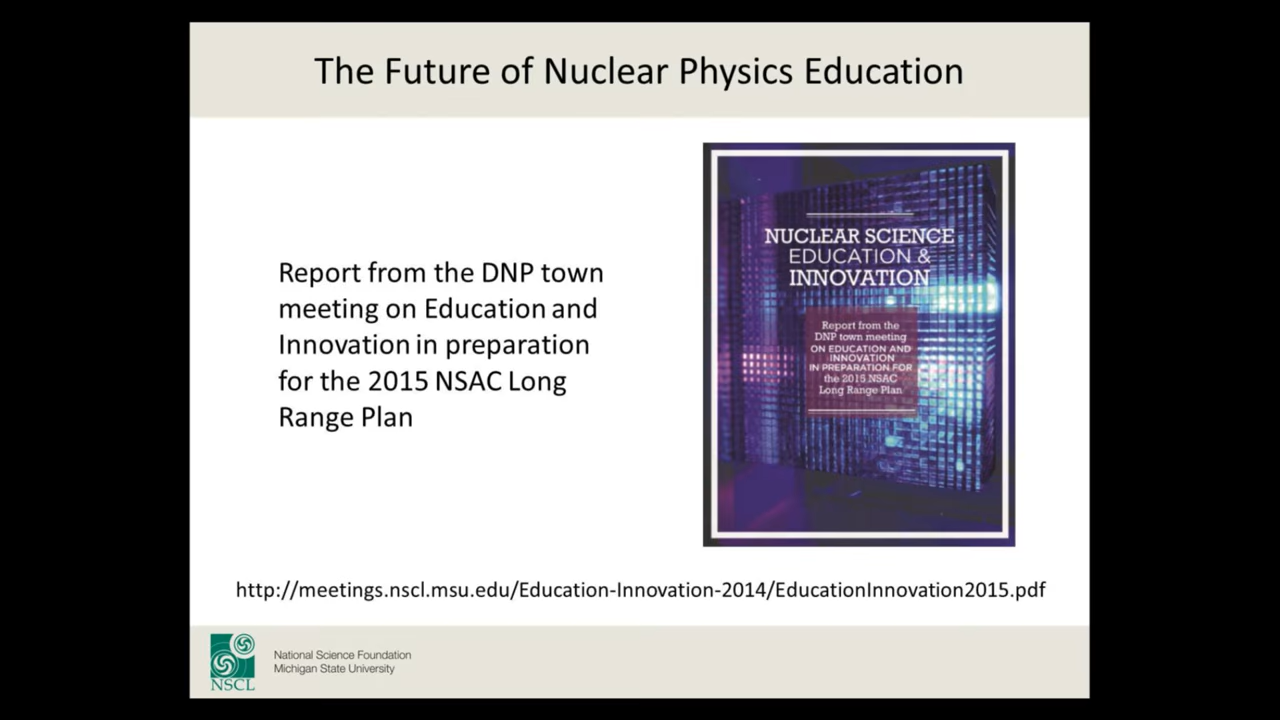 The Future of Nuclear Physics Education
Report from the DNP town
meeting on Education and
Innovation in preparation
for the 2015 NSAC Long
Range Plan
NUCLEAR SCIENCE
EDUCATION &
INNOVATION
Report from the
DNP town meeting
ON EDUCATION AND
INNOVATION
IN PREPARATION FOR
the 2015 NSAC
Long Range Plan
http://meetings.nscl.msu.edu/Education-Innovation-2014/EducationInnovation2015.pdf
National Science Foundation
Michigan State University
NSCL